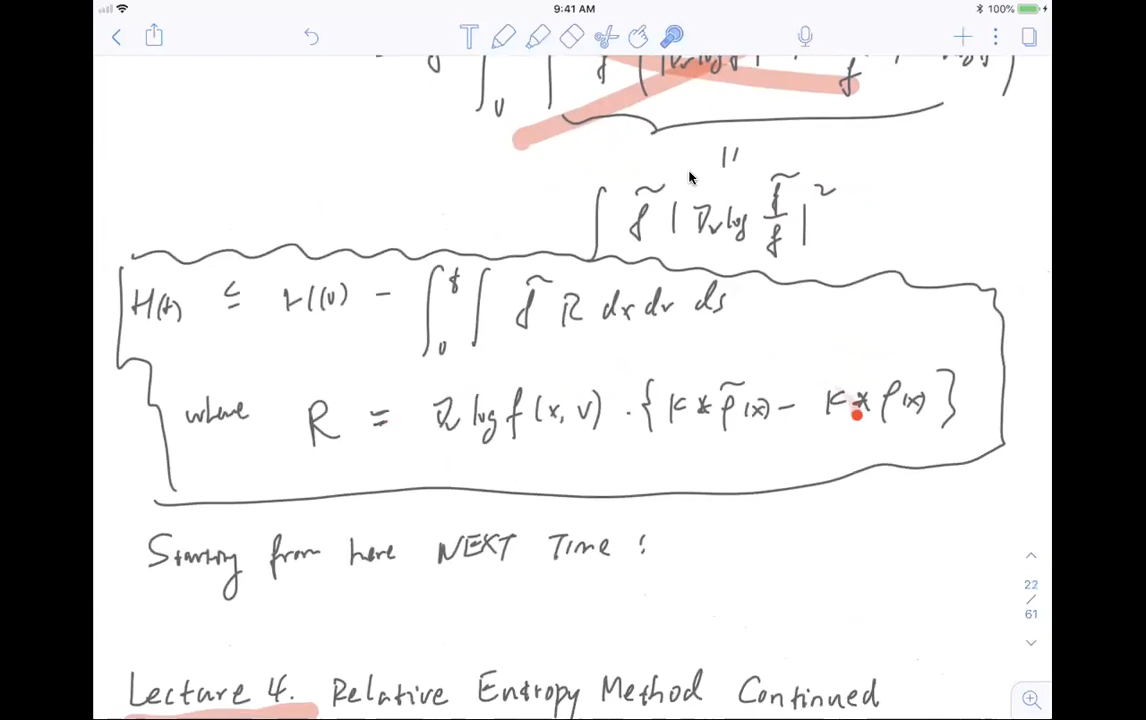 9:41 AM
100%
T
∫ f̃ | ∇v log f̃/f |²
H(t) ≤ H(0) - ∫₀ᵗ ∫ f̃ R dx dv ds
where R = ∇v log f(x, v) · { K * ρ̃(x) - K * ρ(x) }
Starting from here NEXT Time !
22
/
61
Lecture 4. Relative Entropy Method Continued